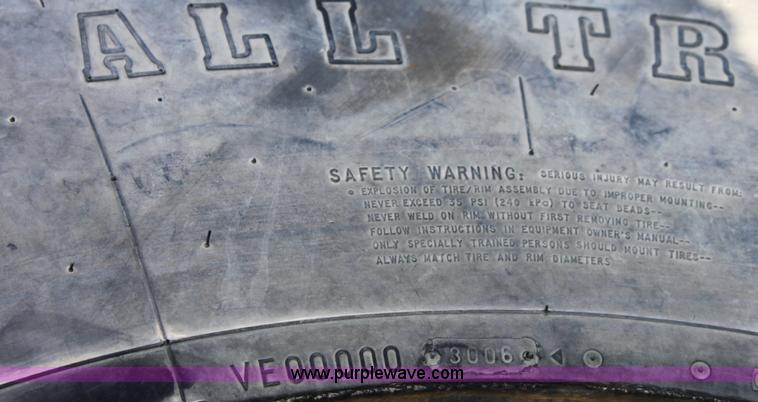 ALL TR
SAFETY WARNING: SERIOUS INJURY MAY RESULT FROM:
• EXPLOSION OF TIRE/RIM ASSEMBLY DUE TO IMPROPER MOUNTING--
NEVER EXCEED 35 PSI (240 kPa) TO SEAT BEADS--
NEVER WELD ON RIM WITHOUT FIRST REMOVING TIRE--
FOLLOW INSTRUCTIONS IN EQUIPMENT OWNER'S MANUAL--
ONLY SPECIALLY TRAINED PERSONS SHOULD MOUNT TIRES--
ALWAYS MATCH TIRE AND RIM DIAMETERS
VE00000 3006
www.purplewave.com